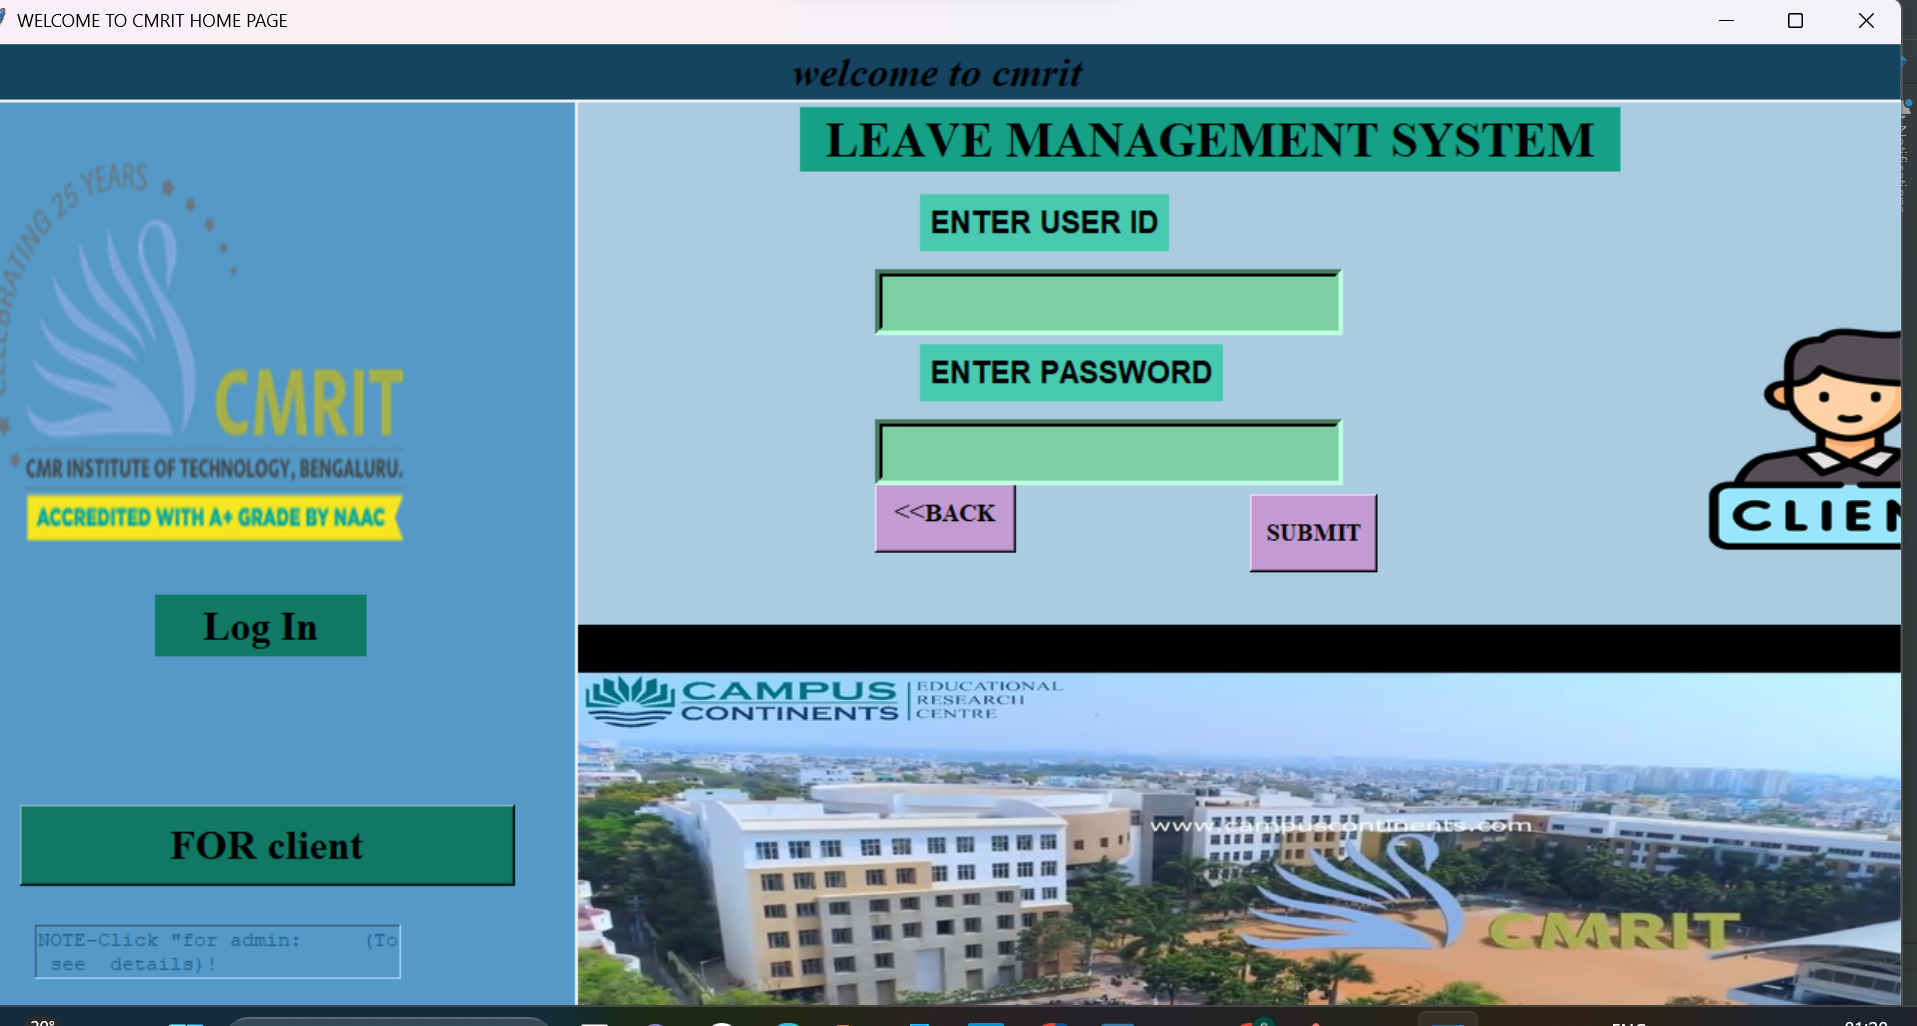 WELCOME TO CMRIT HOME PAGE
welcome to cmrit
LEAVE MANAGEMENT SYSTEM
ENTER USER ID
ENTER PASSWORD
<<BACK
SUBMIT
CLIEN
CELEBRATING 25 YEARS
CMRIT
CMR INSTITUTE OF TECHNOLOGY, BENGALURU.
ACCREDITED WITH A+ GRADE BY NAAC
Log In
FOR client
NOTE-Click "for admin: (To
see details)!
CAMPUS
CONTINENTS
EDUCATIONAL
RESEARCH
CENTRE
www.campuscontinents.com
CMRIT